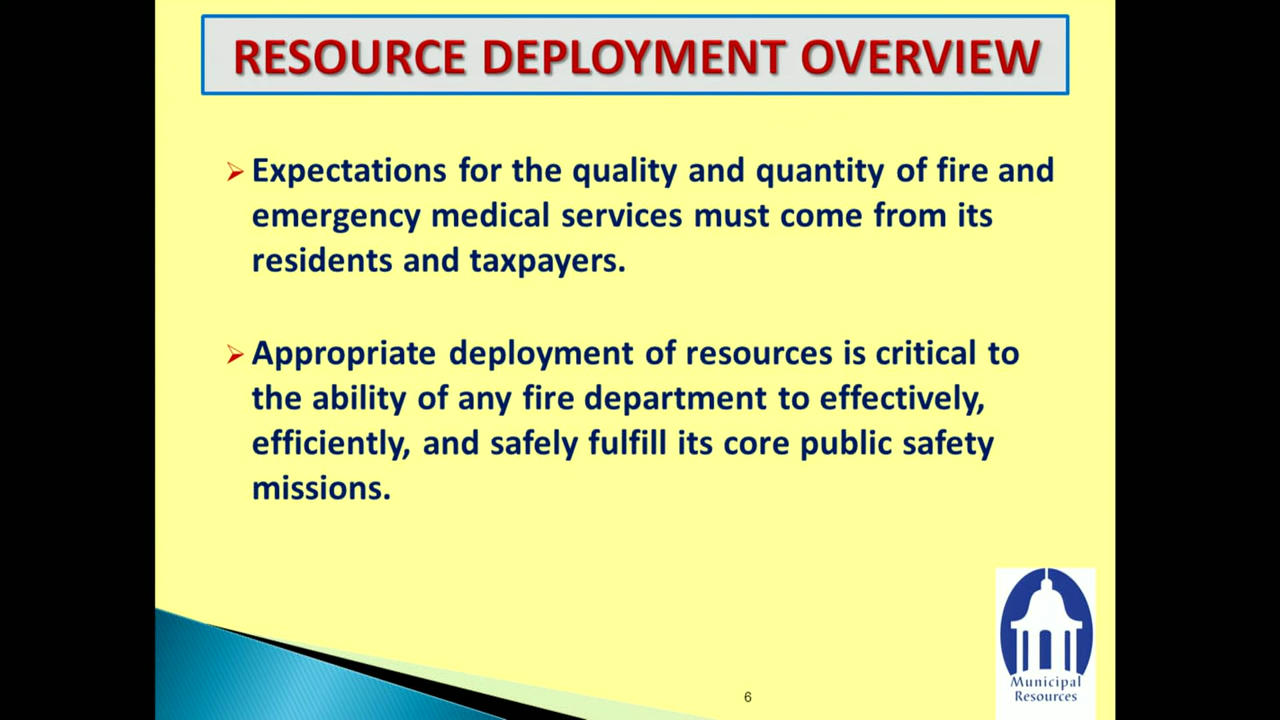 RESOURCE DEPLOYMENT OVERVIEW
Expectations for the quality and quantity of fire and
emergency medical services must come from its
residents and taxpayers.
Appropriate deployment of resources is critical to
the ability of any fire department to effectively,
efficiently, and safely fulfill its core public safety
missions.
6
Municipal
Resources